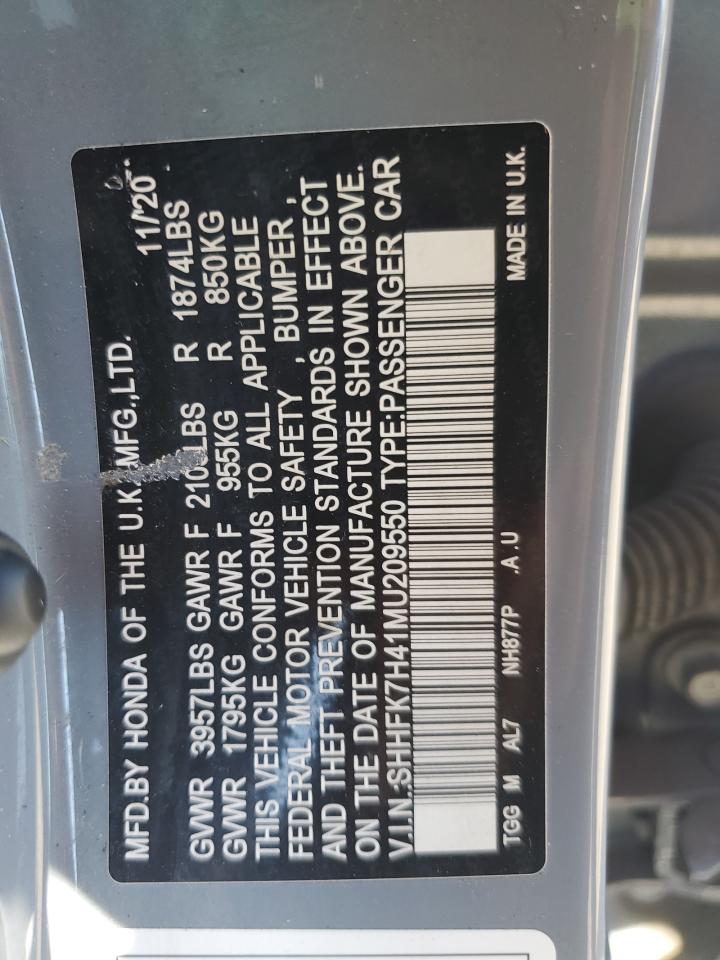 MFD.BY HONDA OF THE U.K. MFG.,LTD. 11/20
GVWR 3957LBS GAWR F LBS R 1874LBS
GVWR 1795KG GAWR F 955KG R 850KG
THIS VEHICLE CONFORMS TO ALL APPLICABLE
FEDERAL MOTOR VEHICLE SAFETY , BUMPER ,
AND THEFT PREVENTION STANDARDS IN EFFECT
ON THE DATE OF MANUFACTURE SHOWN ABOVE.
V.I.N.:SHHFK7H41MU209550 TYPE:PASSENGER CAR
TGG M AL7 NH877P .A.U MADE IN U.K.